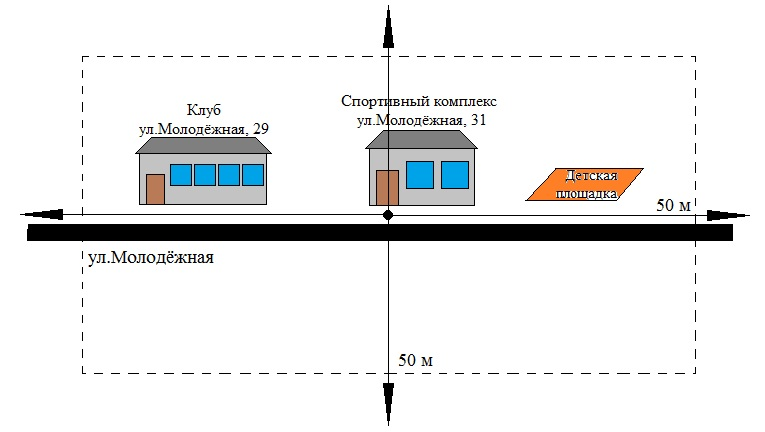 Клуб
ул.Молодёжная, 29
Спортивный комплекс
ул.Молодёжная, 31
Детская
площадка
50 м
ул.Молодёжная
50 м